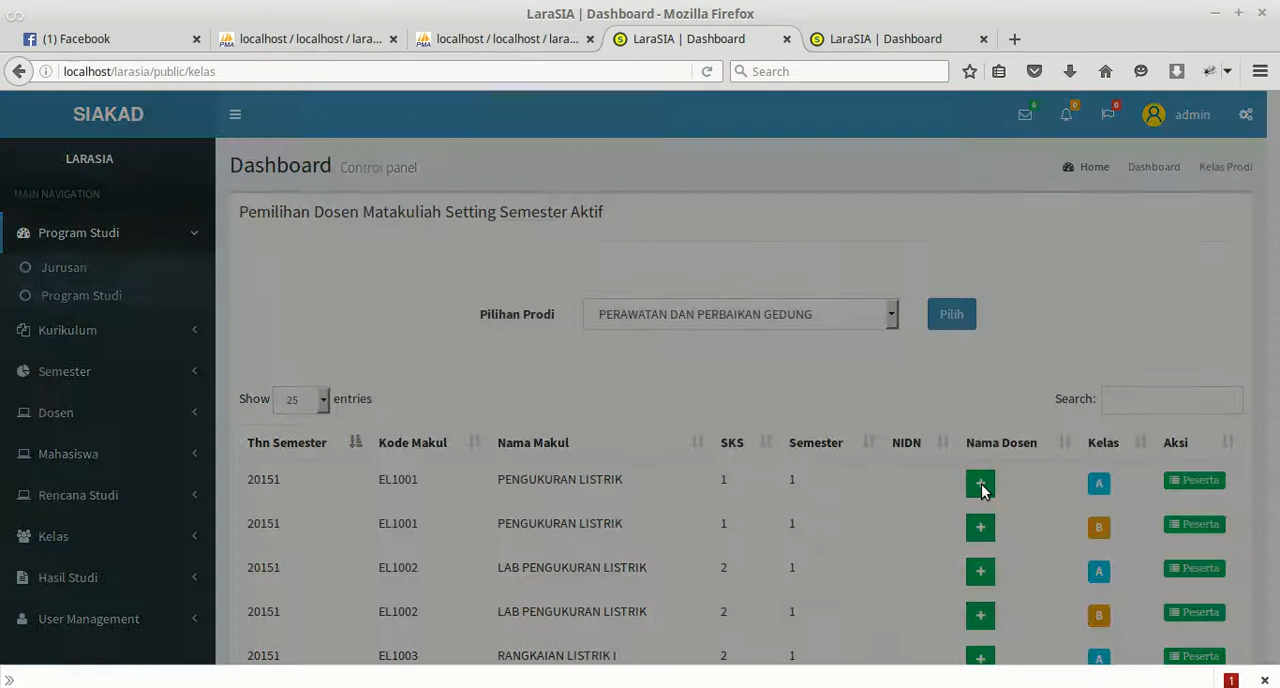 LaraSIA | Dashboard - Mozilla Firefox
(1) Facebook
localhost / localhost / lara...
localhost / localhost / lara...
LaraSIA | Dashboard
LaraSIA | Dashboard
localhost/larasia/public/kelas
Search
SIAKAD
0
0
0
admin
LARASIA
MAIN NAVIGATION
Program Studi
Jurusan
Program Studi
Kurikulum
Semester
Dosen
Mahasiswa
Rencana Studi
Kelas
Hasil Studi
User Management
Dashboard Control panel
Home Dashboard Kelas Prodi
Pemilihan Dosen Matakuliah Setting Semester Aktif
Pilihan Prodi PERAWATAN DAN PERBAIKAN GEDUNG Pilih
Show 25 entries Search:
Thn Semester Kode Makul Nama Makul SKS Semester NIDN Nama Dosen Kelas Aksi
20151 EL1001 PENGUKURAN LISTRIK 1 1 + A Peserta
20151 EL1001 PENGUKURAN LISTRIK 1 1 + B Peserta
20151 EL1002 LAB PENGUKURAN LISTRIK 2 1 + A Peserta
20151 EL1002 LAB PENGUKURAN LISTRIK 2 1 + B Peserta
20151 EL1003 RANGKAIAN LISTRIK I 2 1 + A Peserta
1